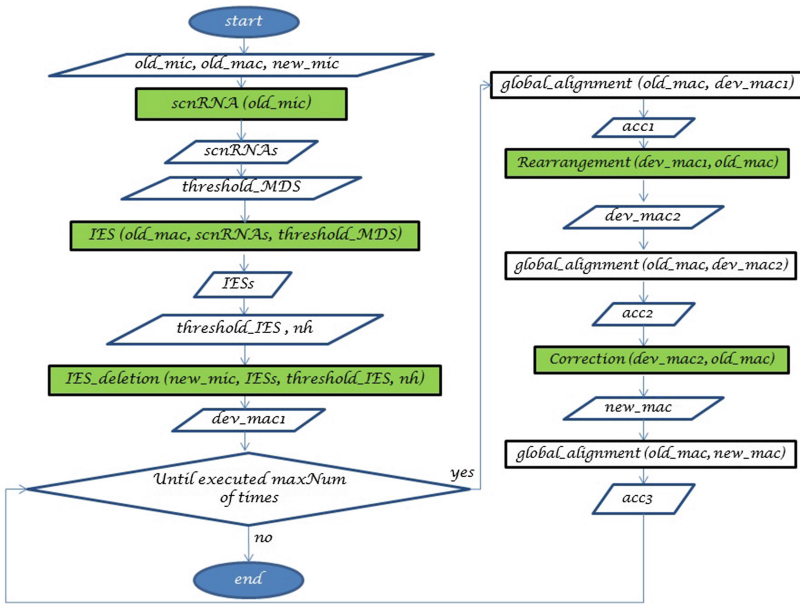 start
old_mic, old_mac, new_mic
scnRNA (old_mic)
scnRNAs
threshold_MDS
IES (old_mac, scnRNAs, threshold_MDS)
IESs
threshold_IES , nh
IES_deletion (new_mic, IESs, threshold_IES, nh)
dev_mac1
Until executed maxNum
of times
yes
no
end
global_alignment (old_mac, dev_mac1)
acc1
Rearrangement (dev_mac1, old_mac)
dev_mac2
global_alignment (old_mac, dev_mac2)
acc2
Correction (dev_mac2, old_mac)
new_mac
global_alignment (old_mac, new_mac)
acc3